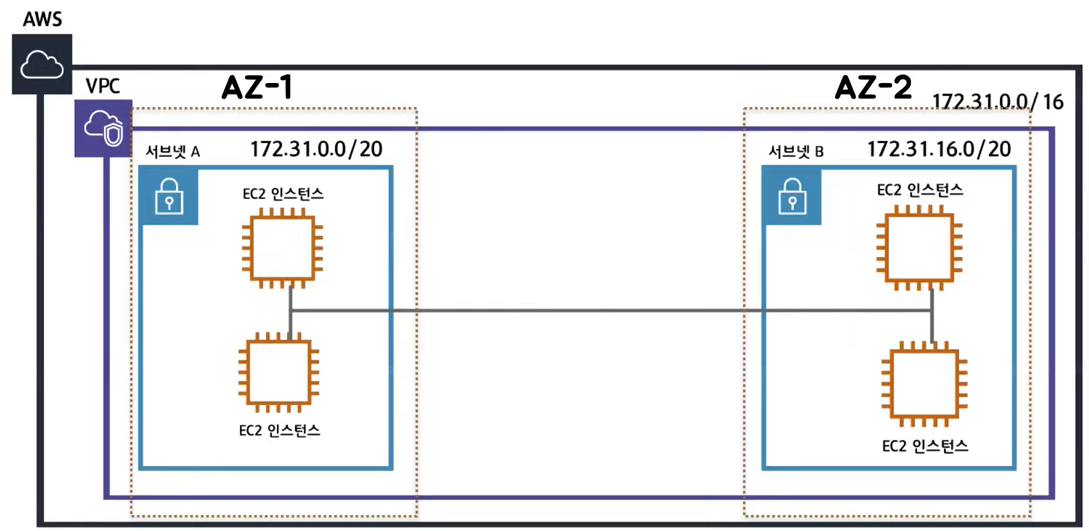 AWS
VPC
AZ-1
AZ-2
172.31.0.0/16
서브넷 A
172.31.0.0/20
서브넷 B
172.31.16.0/20
EC2 인스턴스
EC2 인스턴스
EC2 인스턴스
EC2 인스턴스